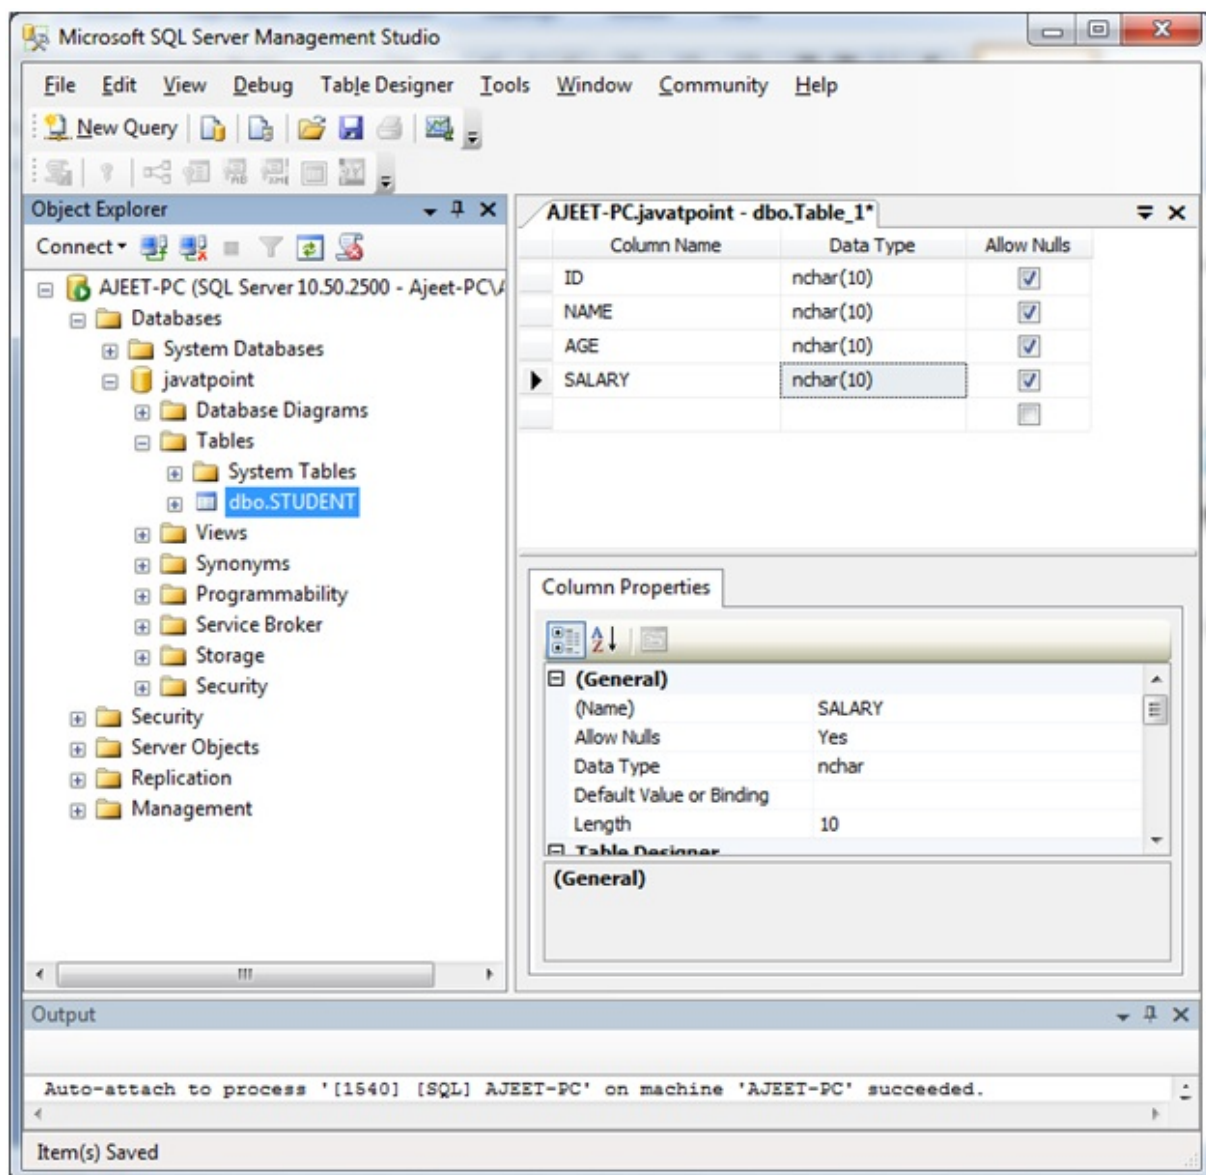 Microsoft SQL Server Management Studio
File Edit View Debug Table Designer Tools Window Community Help
New Query
Object Explorer
Connect
AJEET-PC (SQL Server 10.50.2500 - Ajeet-PC\A
Databases
System Databases
javatpoint
Database Diagrams
Tables
System Tables
dbo.STUDENT
Views
Synonyms
Programmability
Service Broker
Storage
Security
Security
Server Objects
Replication
Management
AJEET-PC.javatpoint - dbo.Table_1*
Column Name Data Type Allow Nulls
ID nchar(10)
NAME nchar(10)
AGE nchar(10)
SALARY nchar(10)
Column Properties
(General)
(Name) SALARY
Allow Nulls Yes
Data Type nchar
Default Value or Binding
Length 10
Table Designer
(General)
Output
Auto-attach to process '[1540] [SQL] AJEET-PC' on machine 'AJEET-PC' succeeded.
Item(s) Saved